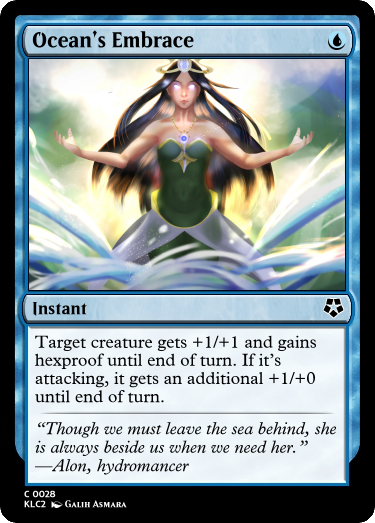 Ocean's Embrace
Instant
Target creature gets +1/+1 and gains
hexproof until end of turn. If it's
attacking, it gets an additional +1/+0
until end of turn.
"Though we must leave the sea behind, she
is always beside us when we need her."
—Alon, hydromancer
C 0028
KLC2 Galih Asmara